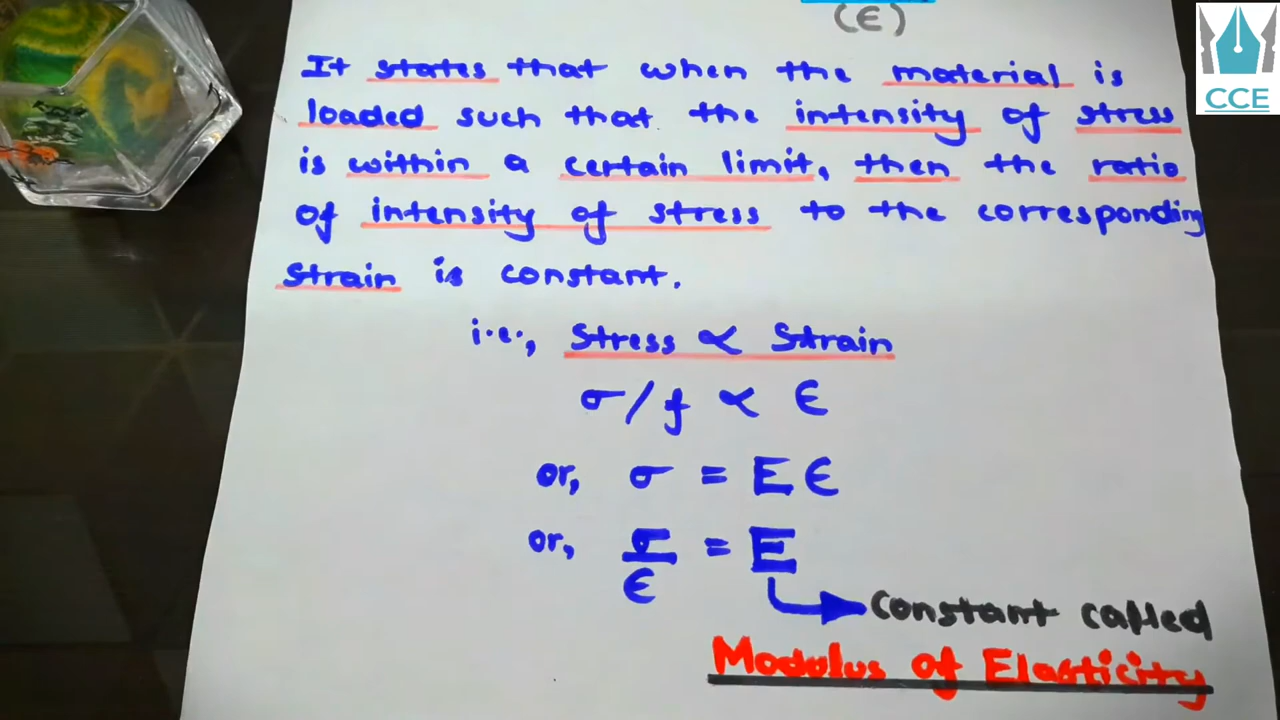 (ϵ)
CCE
It states that when the material is
loaded such that the intensity of stress
is within a certain limit, then the ratio
of intensity of stress to the corresponding
strain is constant.
i.e., Stress ∝ Strain
σ/f ∝ ϵ
or, σ = E ϵ
or, σ/ϵ = E
Constant called
Modulus of Elasticity